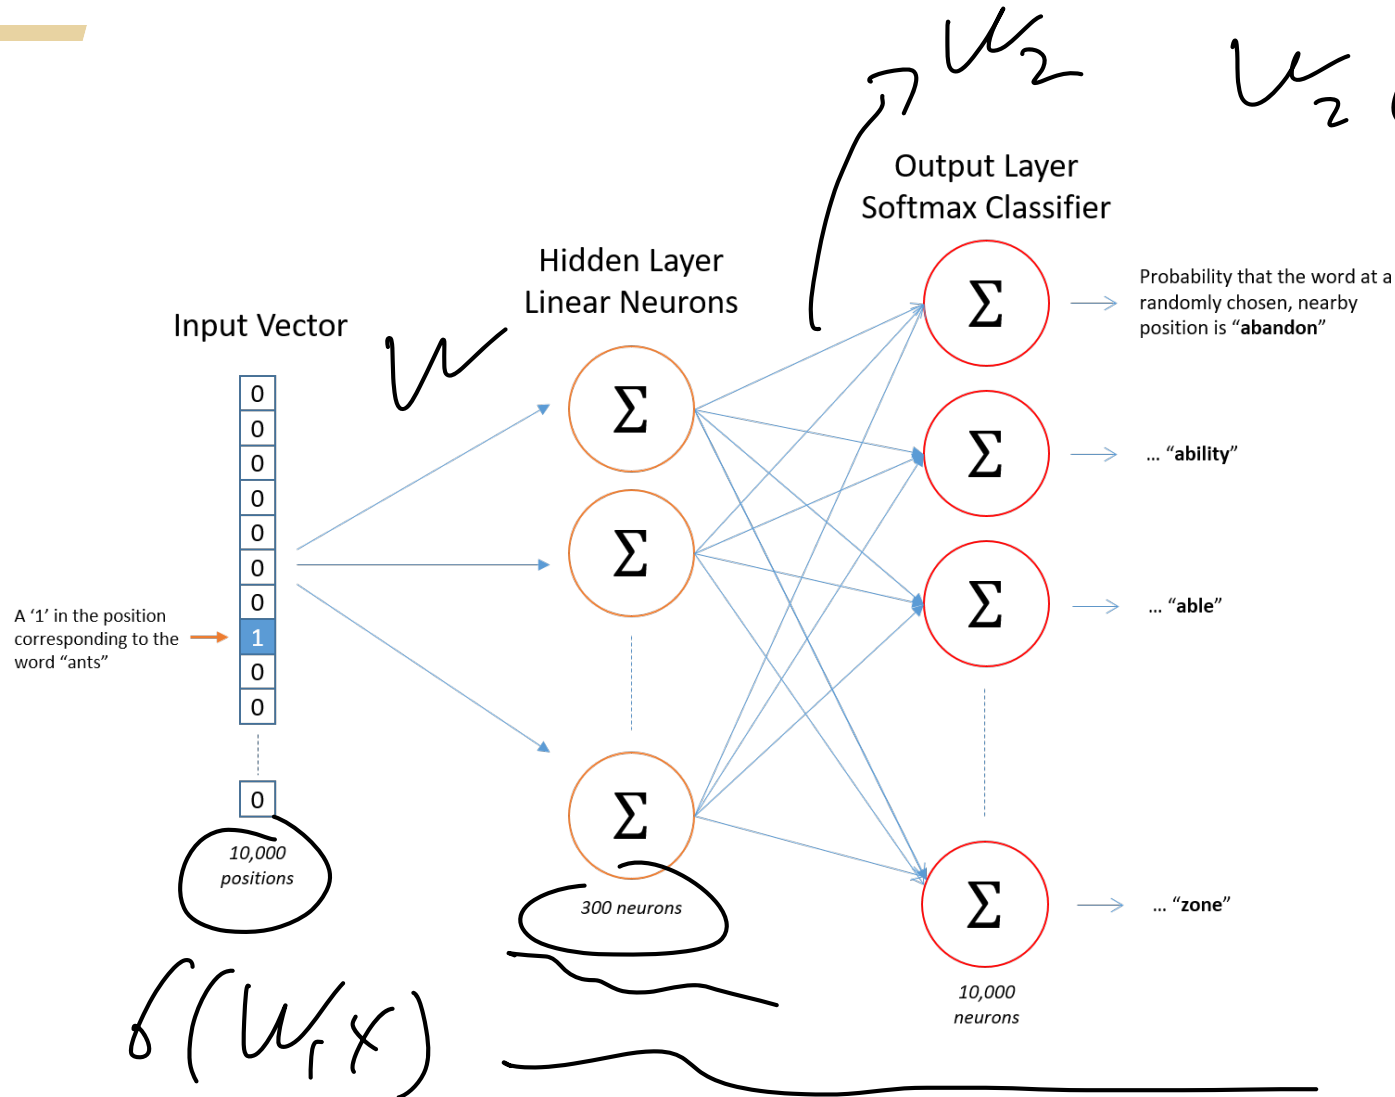 W₂
W₂ (
Output Layer
Softmax Classifier
Hidden Layer
Linear Neurons
Input Vector
W
Probability that the word at a
randomly chosen, nearby
position is “abandon”
0
0
0
0
0
0
0
1
0
0
0
A ‘1’ in the position
corresponding to the
word “ants”
Σ
Σ
Σ
Σ
Σ
Σ
Σ
... “ability”
... “able”
... “zone”
10,000
positions
300 neurons
10,000
neurons
σ(W₁x)